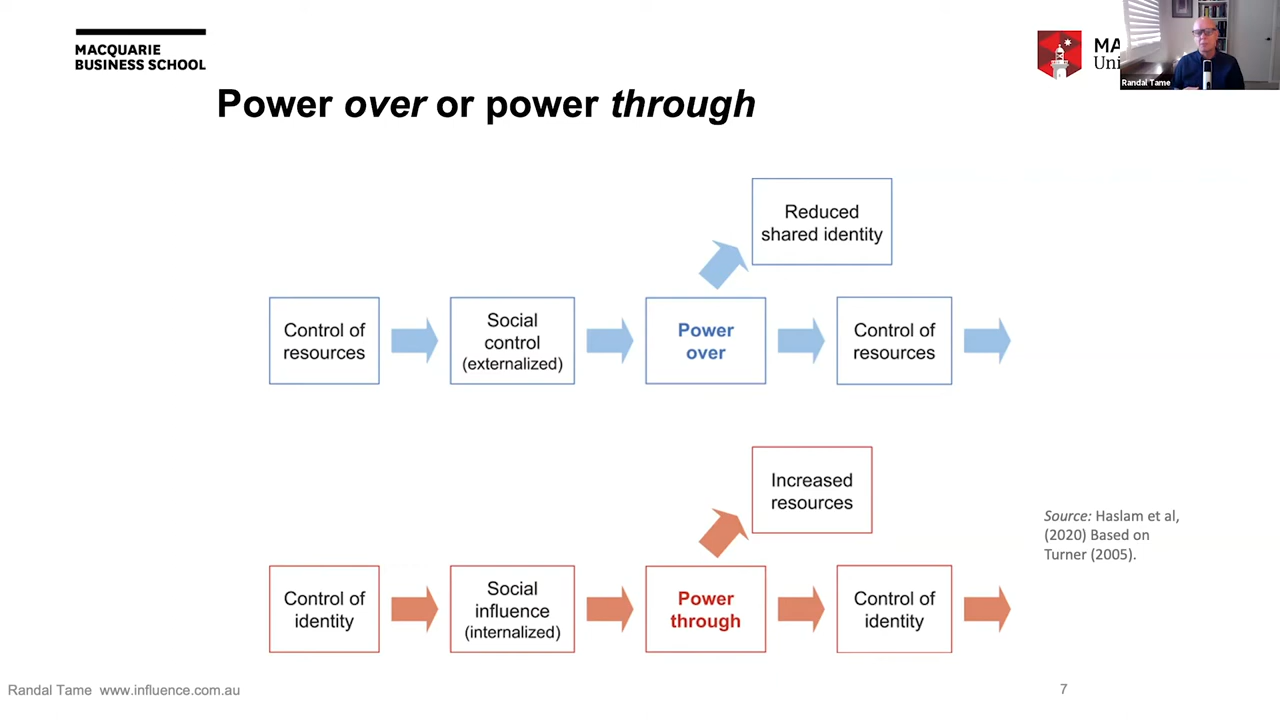 MACQUARIE
BUSINESS SCHOOL
Randal Tame
Power over or power through
Reduced
shared identity
Control of
resources
Social
control
(externalized)
Power
over
Control of
resources
Increased
resources
Source: Haslam et al,
(2020) Based on
Turner (2005).
Control of
identity
Social
influence
(internalized)
Power
through
Control of
identity
Randal Tame www.influence.com.au
7